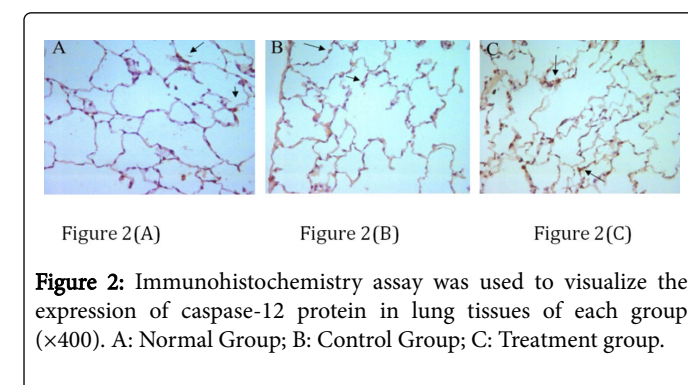 A B C
Figure 2(A) Figure 2(B) Figure 2(C)
Figure 2: Immunohistochemistry assay was used to visualize the
expression of caspase-12 protein in lung tissues of each group
(×400). A: Normal Group; B: Control Group; C: Treatment group.